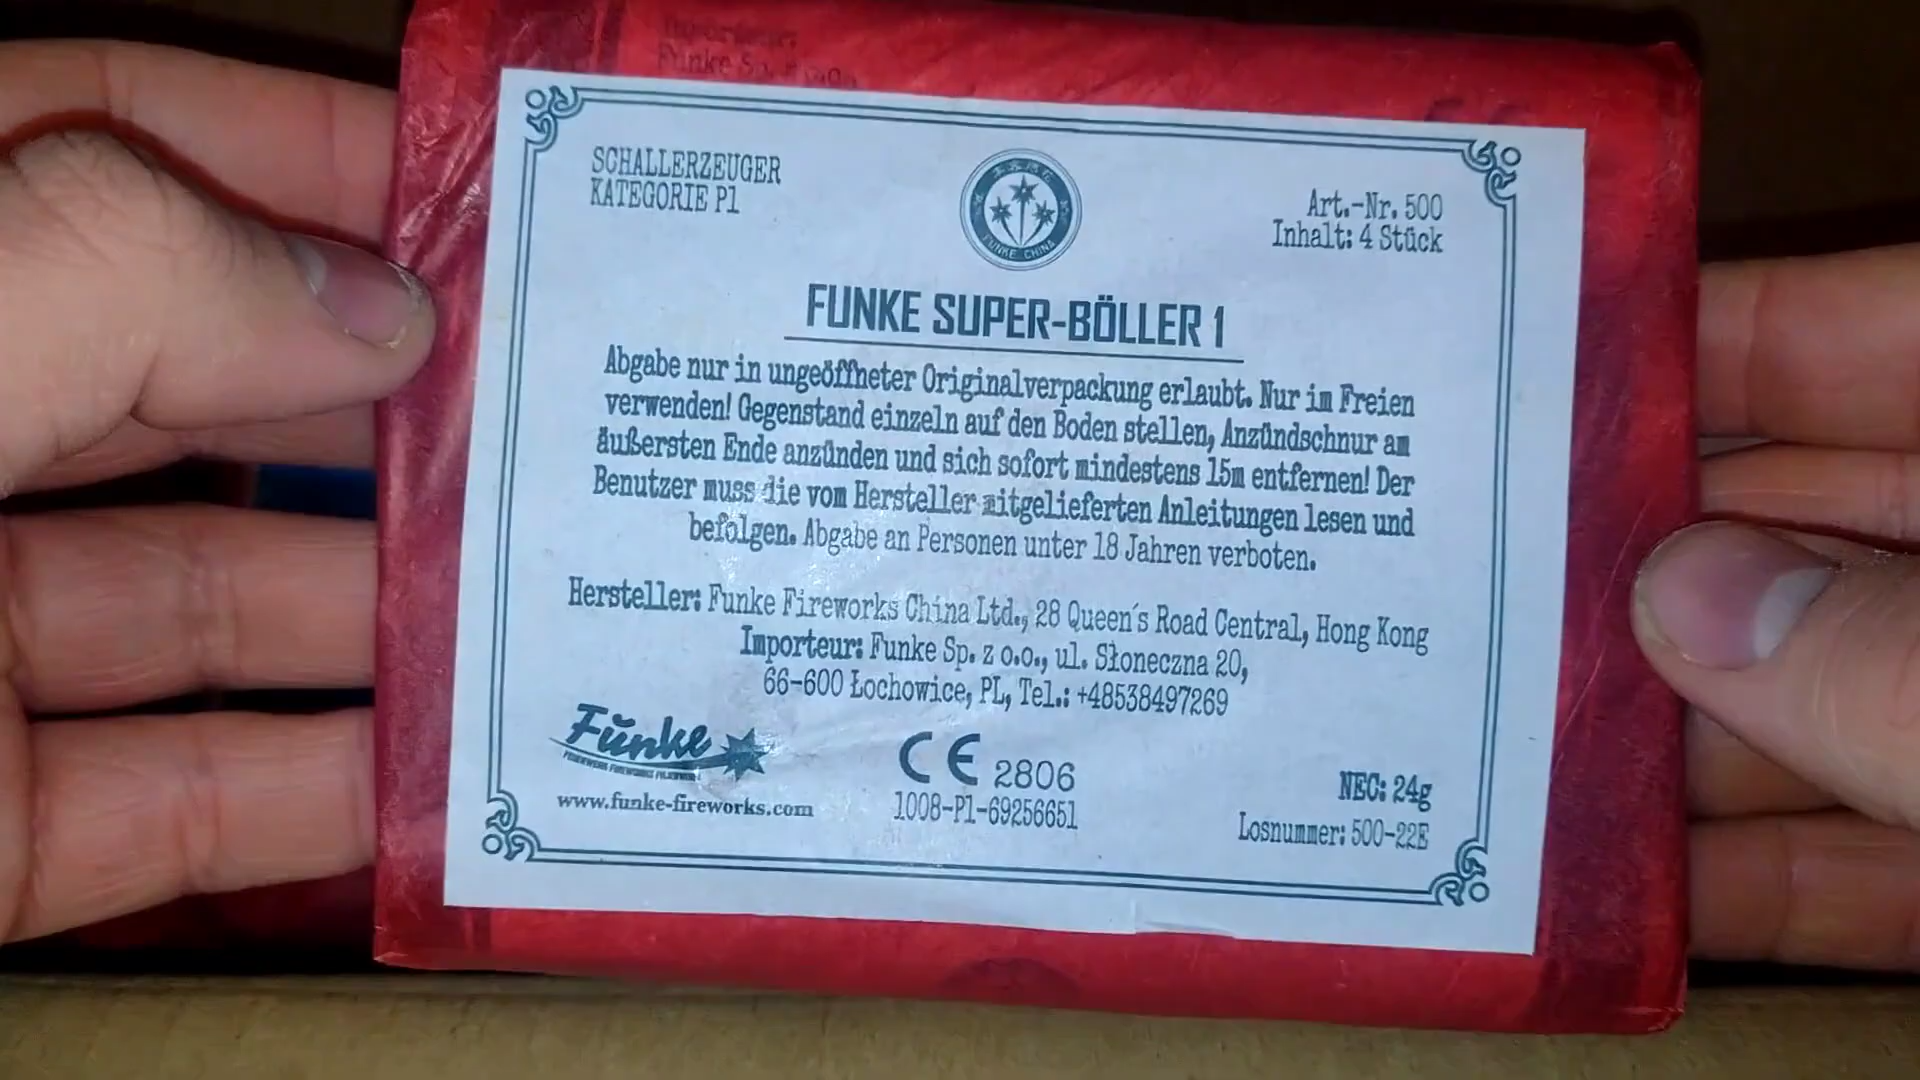 Importeur:
Funke Sp. z o.o.
SCHALLERZEUGER
KATEGORIE P1
FUNKE CHINA
Art.-Nr. 500
Inhalt: 4 Stück
FUNKE SUPER-BÖLLER 1
Abgabe nur in ungeöffneter Originalverpackung erlaubt. Nur im Freien
verwenden! Gegenstand einzeln auf den Boden stellen, Anzündschnur am
äußersten Ende anzünden und sich sofort mindestens 15m entfernen! Der
Benutzer muss die vom Hersteller mitgelieferten Anleitungen lesen und
befolgen. Abgabe an Personen unter 18 Jahren verboten.
Hersteller: Funke Fireworks China Ltd., 28 Queen´s Road Central, Hong Kong
Importeur: Funke Sp. z o.o., ul. Słoneczna 20,
66-600 Łochowice, PL, Tel.: +48538497269
Funke
www.funke-fireworks.com
CE 2806
1008-P1-69256651
NEC: 24g
Losnummer: 500-22E